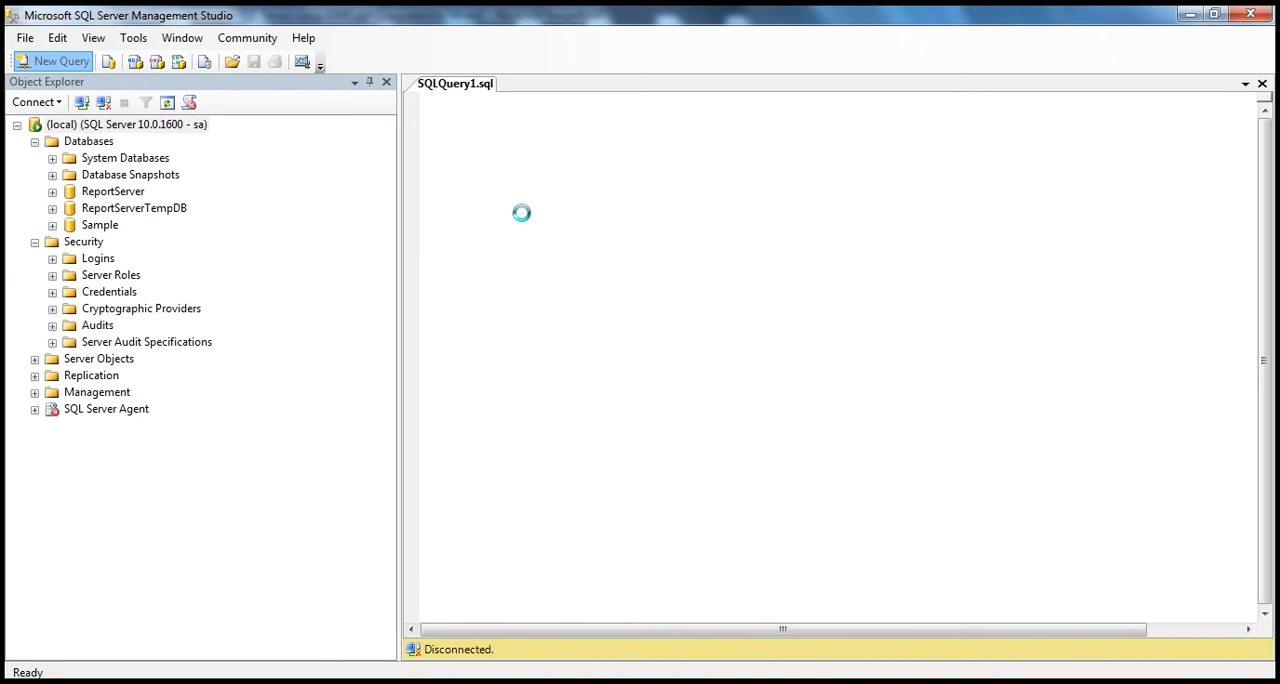 Microsoft SQL Server Management Studio
File Edit View Tools Window Community Help
New Query
Object Explorer
SQLQuery1.sql
Connect
(local) (SQL Server 10.0.1600 - sa)
Databases
System Databases
Database Snapshots
ReportServer
ReportServerTempDB
Sample
Security
Logins
Server Roles
Credentials
Cryptographic Providers
Audits
Server Audit Specifications
Server Objects
Replication
Management
SQL Server Agent
Disconnected.
Ready